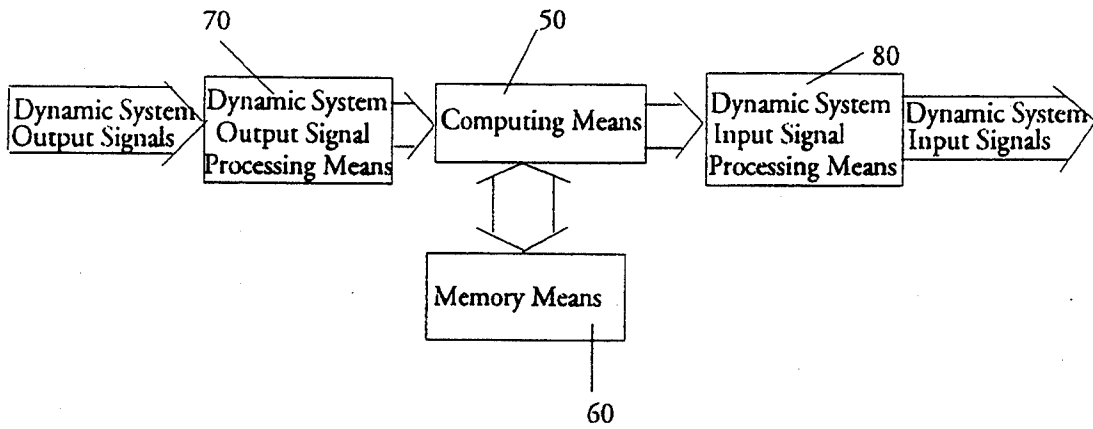 70
50
80
Dynamic System
Output Signals
Dynamic System
Output Signal
Processing Means
Computing Means
Dynamic System
Input Signal
Processing Means
Dynamic System
Input Signals
Memory Means
60